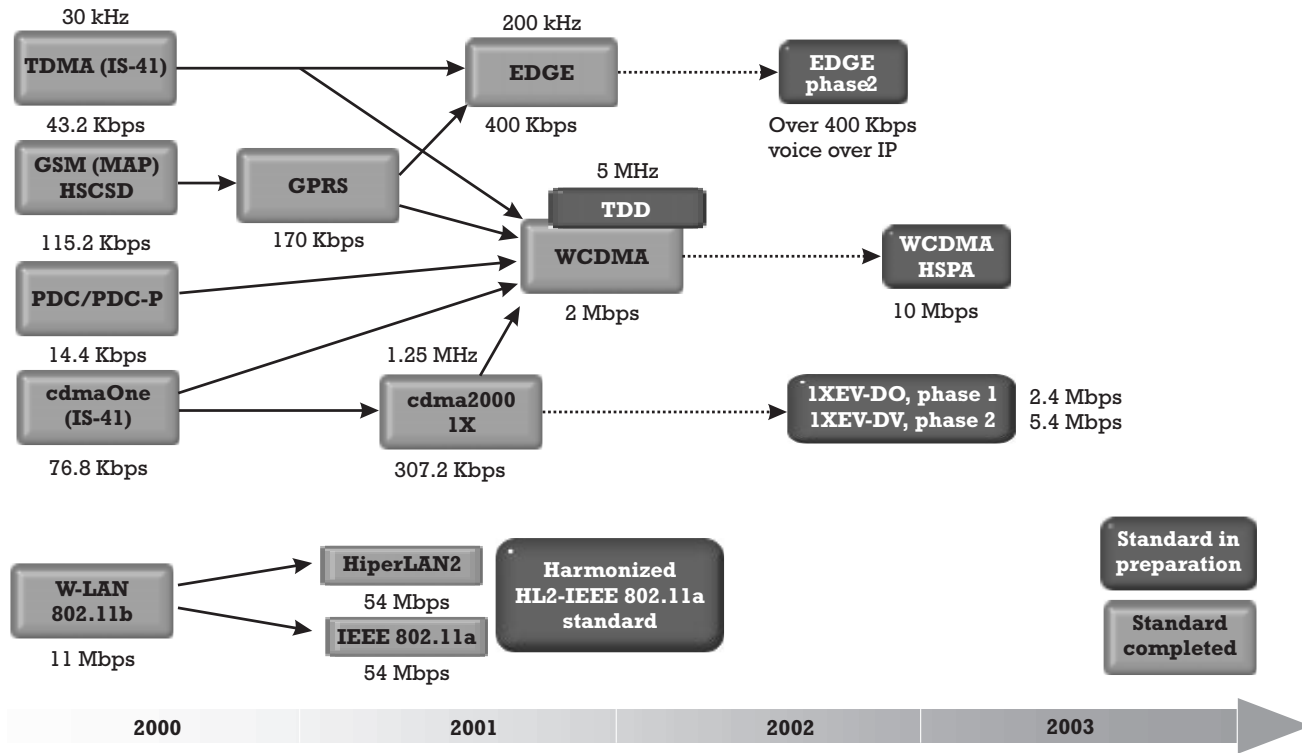 30 kHz
TDMA (IS-41)
43.2 Kbps
200 kHz
EDGE
400 Kbps
EDGE
phase2
Over 400 Kbps
voice over IP
GSM (MAP)
HSCSD
115.2 Kbps
GPRS
170 Kbps
5 MHz
TDD
WCDMA
2 Mbps
WCDMA
HSPA
10 Mbps
PDC/PDC-P
14.4 Kbps
cdmaOne
(IS-41)
76.8 Kbps
1.25 MHz
cdma2000
1X
307.2 Kbps
1XEV-DO, phase 1
1XEV-DV, phase 2
2.4 Mbps
5.4 Mbps
W-LAN
802.11b
11 Mbps
HiperLAN2
54 Mbps
IEEE 802.11a
54 Mbps
Harmonized
HL2-IEEE 802.11a
standard
Standard in
preparation
Standard
completed
2000
2001
2002
2003